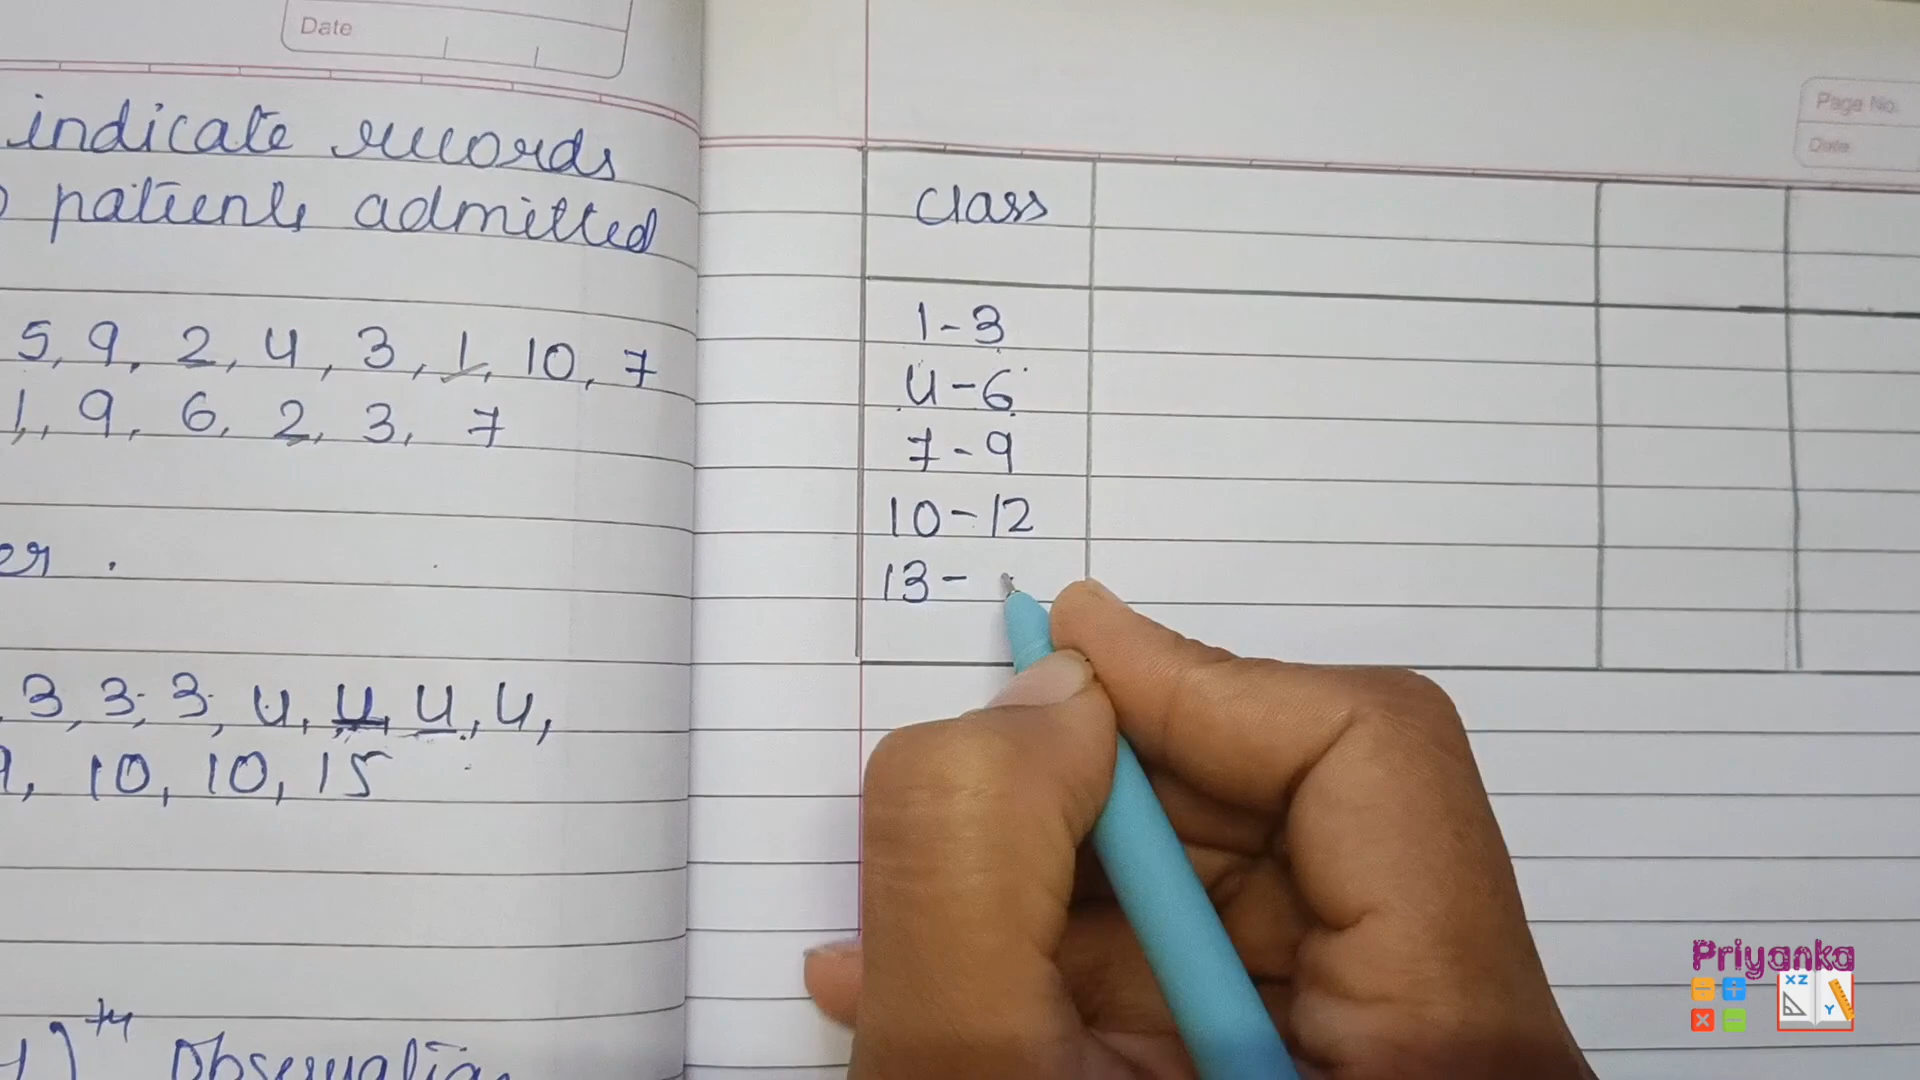 Date
indicate records
patients admitted
5, 9, 2, 4, 3, 1, 10, 7
1, 9, 6, 2, 3, 7
3, 3, 3, 4, 4, 4, 4,
10, 10, 15
th
Observation
Page No.
Date
Class
1-3
4-6
7-9
10-12
13-
Priyanka
XZ
Y